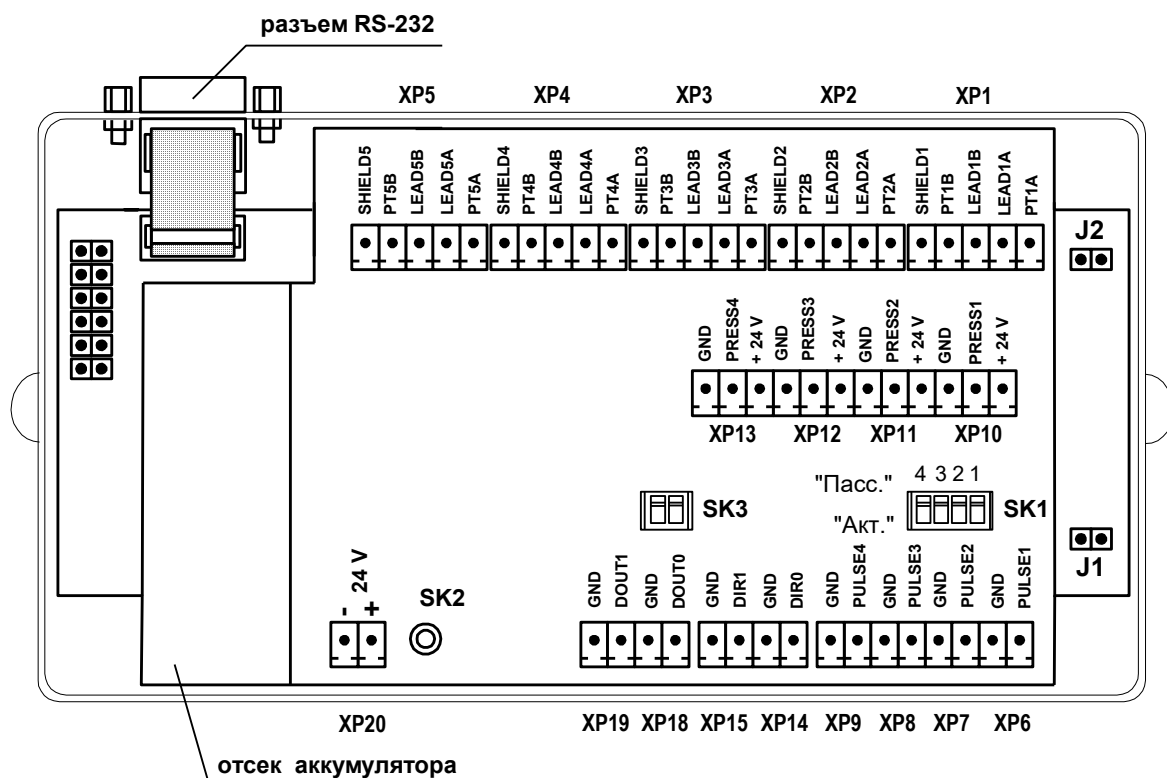 разъем RS-232
XP5 XP4 XP3 XP2 XP1
SHIELD5 PT5B LEAD5B LEAD5A PT5A SHIELD4 PT4B LEAD4B LEAD4A PT4A SHIELD3 PT3B LEAD3B LEAD3A PT3A SHIELD2 PT2B LEAD2B LEAD2A PT2A SHIELD1 PT1B LEAD1B LEAD1A PT1A
J2
GND PRESS4 + 24 V GND PRESS3 + 24 V GND PRESS2 + 24 V GND PRESS1 + 24 V
XP13 XP12 XP11 XP10
"Пасс." 4 3 2 1
SK3 SK1
"Акт."
J1
- + 24 V
SK2
GND DOUT1 GND DOUT0 GND DIR1 GND DIR0 GND PULSE4 GND PULSE3 GND PULSE2 GND PULSE1
XP20 XP19 XP18 XP15 XP14 XP9 XP8 XP7 XP6
отсек аккумулятора